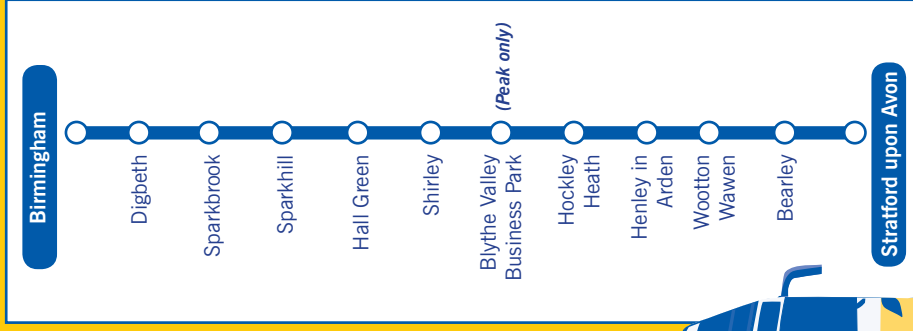 Birmingham
Digbeth
Sparkbrook
Sparkhill
Hall Green
Shirley
Blythe Valley
Business Park
(Peak only)
Hockley
Heath
Henley in
Arden
Wootton
Wawen
Bearley
Stratford upon Avon